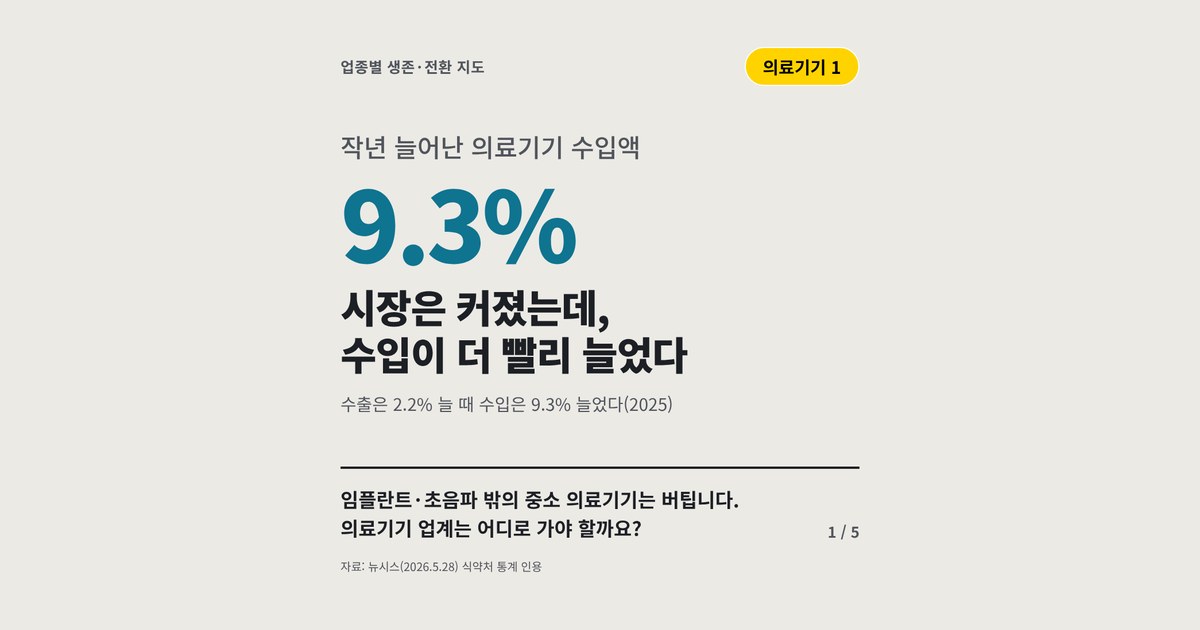 업종별 생존·전환 지도
의료기기 1
작년 늘어난 의료기기 수입액
9.3%
시장은 커졌는데,
수입이 더 빨리 늘었다
수출은 2.2% 늘 때 수입은 9.3% 늘었다(2025)
임플란트·초음파 밖의 중소 의료기기는 버팁니다.
의료기기 업계는 어디로 가야 할까요?
1 / 5
자료: 뉴시스(2026.5.28) 식약처 통계 인용